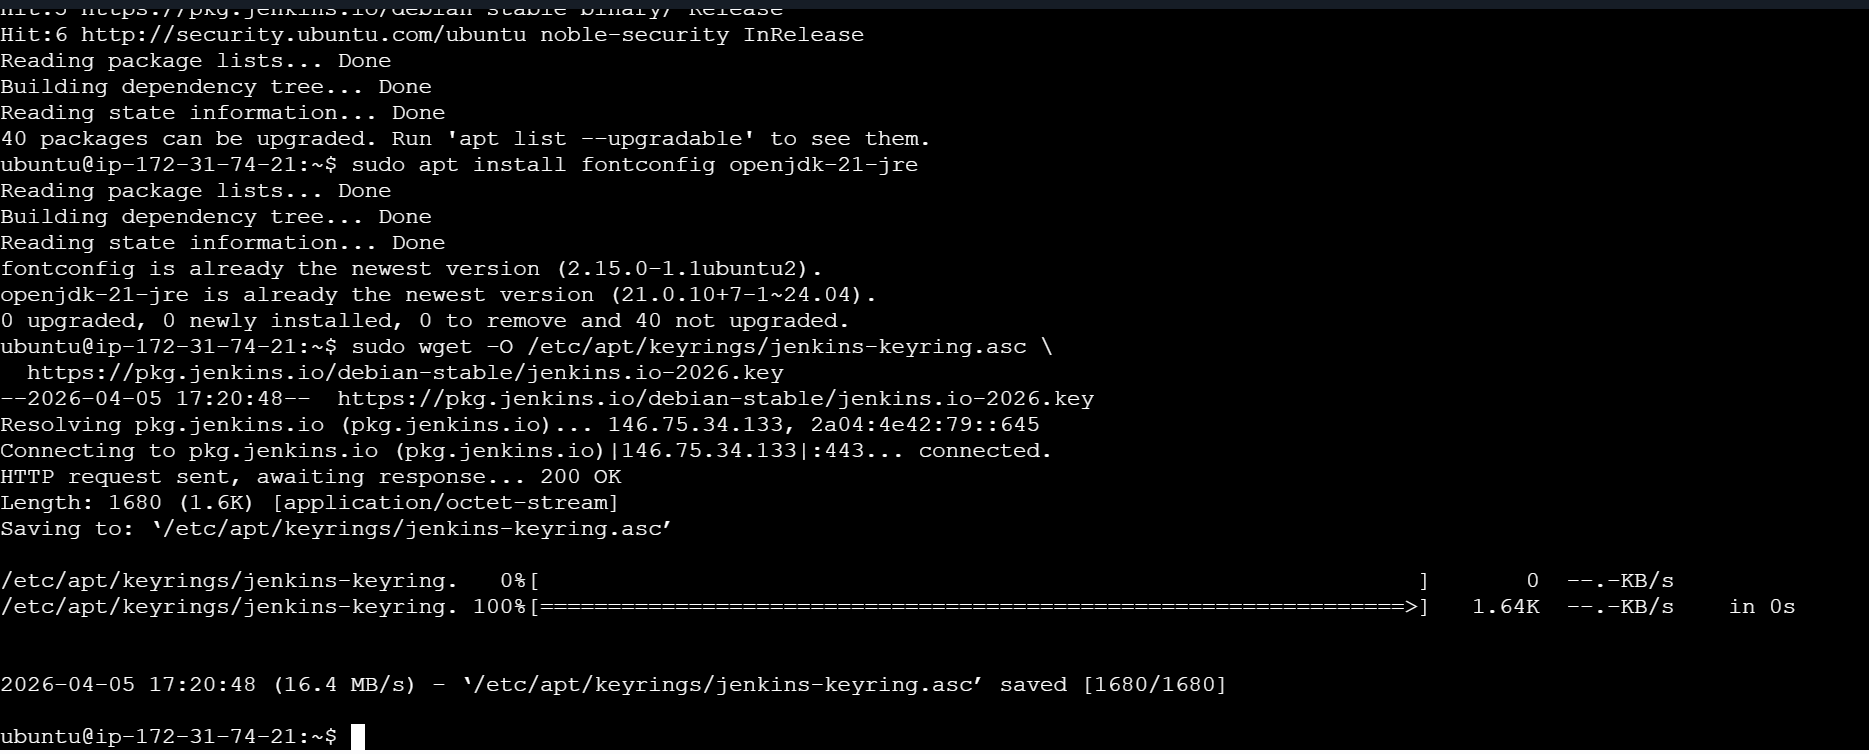 Hit:5 https://pkg.jenkins.io/debian-stable binary/ Release
Hit:6 http://security.ubuntu.com/ubuntu noble-security InRelease
Reading package lists... Done
Building dependency tree... Done
Reading state information... Done
40 packages can be upgraded. Run 'apt list --upgradable' to see them.
ubuntu@ip-172-31-74-21:~$ sudo apt install fontconfig openjdk-21-jre
Reading package lists... Done
Building dependency tree... Done
Reading state information... Done
fontconfig is already the newest version (2.15.0-1.1ubuntu2).
openjdk-21-jre is already the newest version (21.0.10+7-1~24.04).
0 upgraded, 0 newly installed, 0 to remove and 40 not upgraded.
ubuntu@ip-172-31-74-21:~$ sudo wget -O /etc/apt/keyrings/jenkins-keyring.asc \
  https://pkg.jenkins.io/debian-stable/jenkins.io-2026.key
--2026-04-05 17:20:48--  https://pkg.jenkins.io/debian-stable/jenkins.io-2026.key
Resolving pkg.jenkins.io (pkg.jenkins.io)... 146.75.34.133, 2a04:4e42:79::645
Connecting to pkg.jenkins.io (pkg.jenkins.io)|146.75.34.133|:443... connected.
HTTP request sent, awaiting response... 200 OK
Length: 1680 (1.6K) [application/octet-stream]
Saving to: ‘/etc/apt/keyrings/jenkins-keyring.asc’
/etc/apt/keyrings/jenkins-keyring.   0%[                                                                 ]       0  --.-KB/s
/etc/apt/keyrings/jenkins-keyring. 100%[================================================================>]   1.64K  --.-KB/s    in 0s
2026-04-05 17:20:48 (16.4 MB/s) - ‘/etc/apt/keyrings/jenkins-keyring.asc’ saved [1680/1680]
ubuntu@ip-172-31-74-21:~$